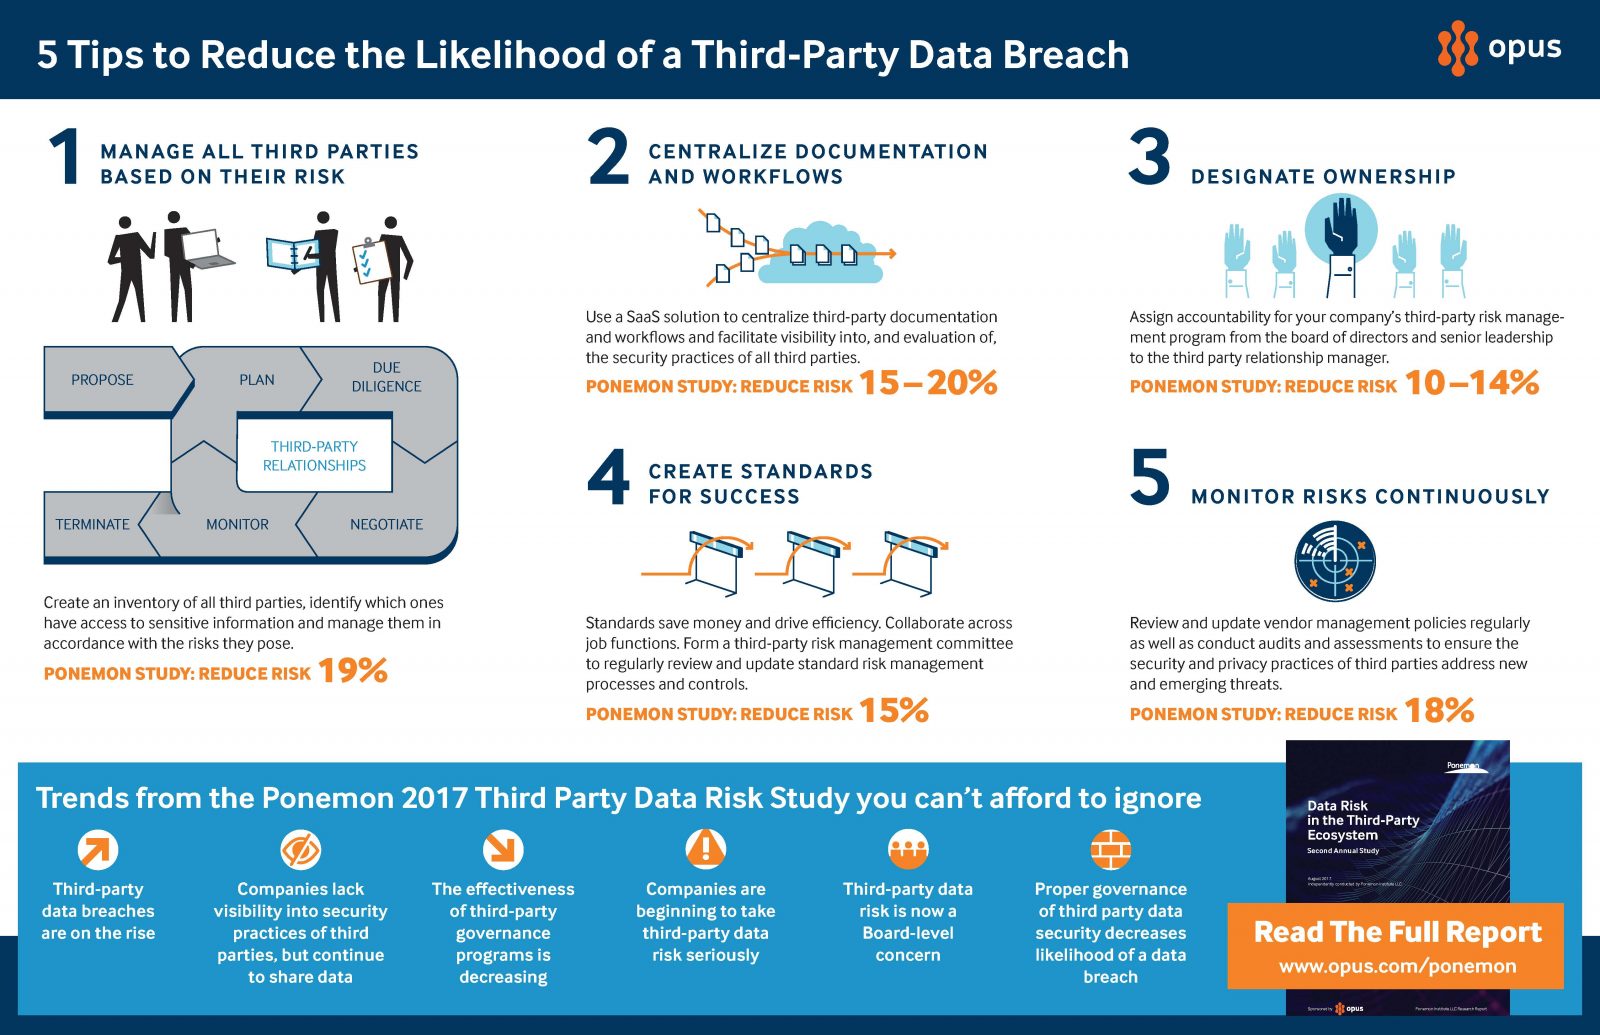 5 Tips to Reduce the Likelihood of a Third-Party Data Breach
opus
1
MANAGE ALL THIRD PARTIES
BASED ON THEIR RISK
PROPOSE
PLAN
DUE
DILIGENCE
THIRD-PARTY
RELATIONSHIPS
TERMINATE
MONITOR
NEGOTIATE
Create an inventory of all third parties, identify which ones
have access to sensitive information and manage them in
accordance with the risks they pose.
PONEMON STUDY: REDUCE RISK 19%
2
CENTRALIZE DOCUMENTATION
AND WORKFLOWS
Use a SaaS solution to centralize third-party documentation
and workflows and facilitate visibility into, and evaluation of,
the security practices of all third parties.
PONEMON STUDY: REDUCE RISK 15–20%
3
DESIGNATE OWNERSHIP
Assign accountability for your company's third-party risk manage-
ment program from the board of directors and senior leadership
to the third party relationship manager.
PONEMON STUDY: REDUCE RISK 10–14%
4
CREATE STANDARDS
FOR SUCCESS
Standards save money and drive efficiency. Collaborate across
job functions. Form a third-party risk management committee
to regularly review and update standard risk management
processes and controls.
PONEMON STUDY: REDUCE RISK 15%
5
MONITOR RISKS CONTINUOUSLY
Review and update vendor management policies regularly
as well as conduct audits and assessments to ensure the
security and privacy practices of third parties address new
and emerging threats.
PONEMON STUDY: REDUCE RISK 18%
Trends from the Ponemon 2017 Third Party Data Risk Study you can't afford to ignore
Third-party
data breaches
are on the rise
Companies lack
visibility into security
practices of third
parties, but continue
to share data
The effectiveness
of third-party
governance
programs is
decreasing
Companies are
beginning to take
third-party data
risk seriously
Third-party data
risk is now a
Board-level
concern
Proper governance
of third party data
security decreases
likelihood of a data
breach
Ponemon
Data Risk
in the Third-Party
Ecosystem
Second Annual Study
August 2017
Independently conducted by Ponemon Institute LLC
Read The Full Report
www.opus.com/ponemon
Sponsored by opus
Ponemon Institute LLC Research Report